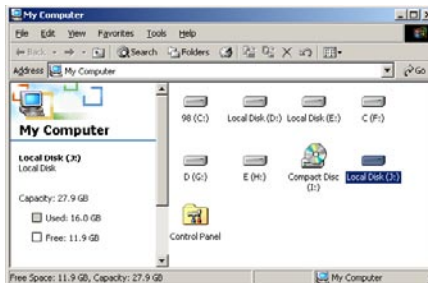 My Computer
File Edit View Favorites Tools Help
Back Search Folders
Address My Computer Go
98 (C:) Local Disk (D:) Local Disk (E:) C (F:)
My Computer
Local Disk (J:)
Local Disk
D (G:) E (H:) Compact Disc (I:) Local Disk (J:)
Capacity: 27.9 GB
Used: 16.0 GB
Free: 11.9 GB
Control Panel
Free Space: 11.9 GB, Capacity: 27.9 GB My Computer